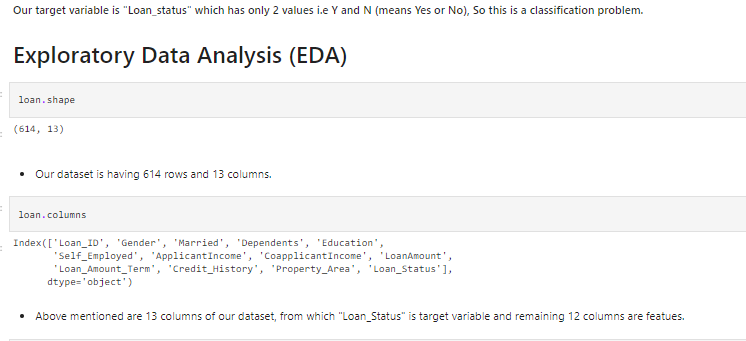 Our target variable is "Loan_status" which has only 2 values i.e Y and N (means Yes or No), So this is a classification problem.
Exploratory Data Analysis (EDA)
loan.shape
(614, 13)
• Our dataset is having 614 rows and 13 columns.
loan.columns
Index(['Loan_ID', 'Gender', 'Married', 'Dependents', 'Education',
'Self_Employed', 'ApplicantIncome', 'CoapplicantIncome', 'LoanAmount',
'Loan_Amount_Term', 'Credit_History', 'Property_Area', 'Loan_Status'],
dtype='object')
• Above mentioned are 13 columns of our dataset, from which "Loan_Status" is target variable and remaining 12 columns are featues.